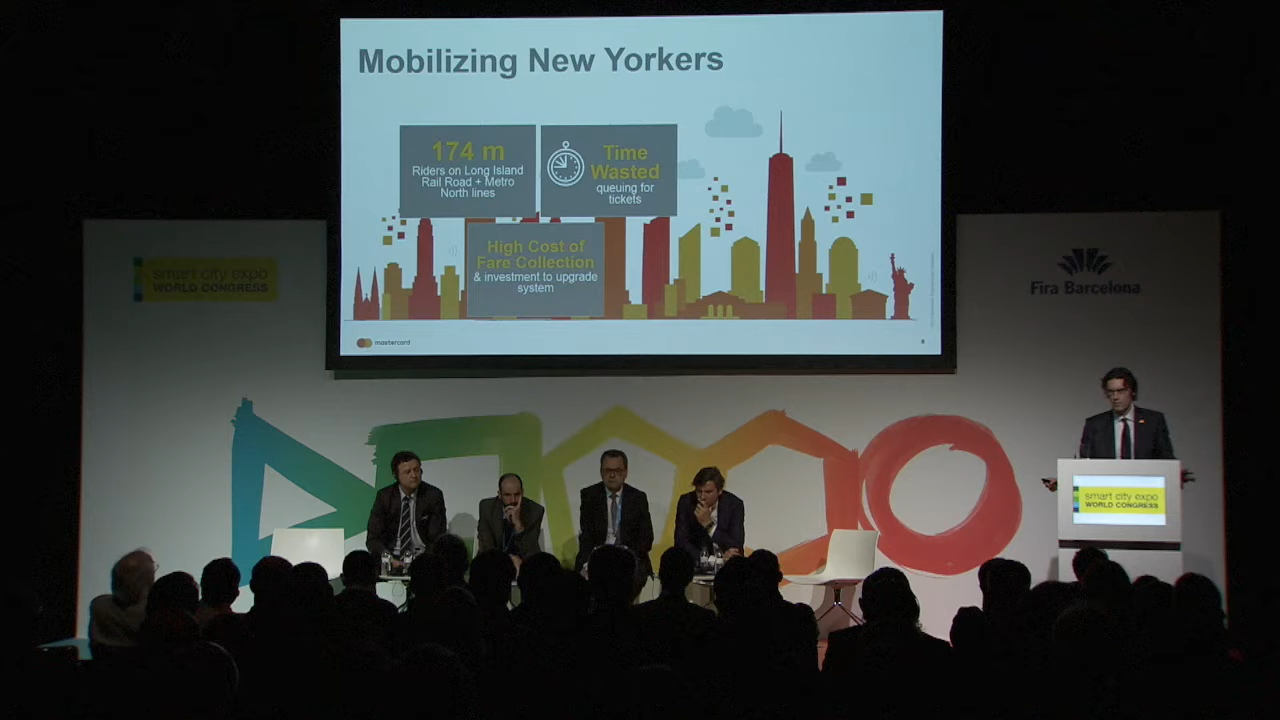 Mobilizing New Yorkers
174 m
Riders on Long Island
Rail Road + Metro
North lines
Time
Wasted
queuing for
tickets
High Cost of
Fare Collection
& investment to upgrade
system
mastercard
8
smart city expo
WORLD CONGRESS
Fira Barcelona
smart city expo
WORLD CONGRESS